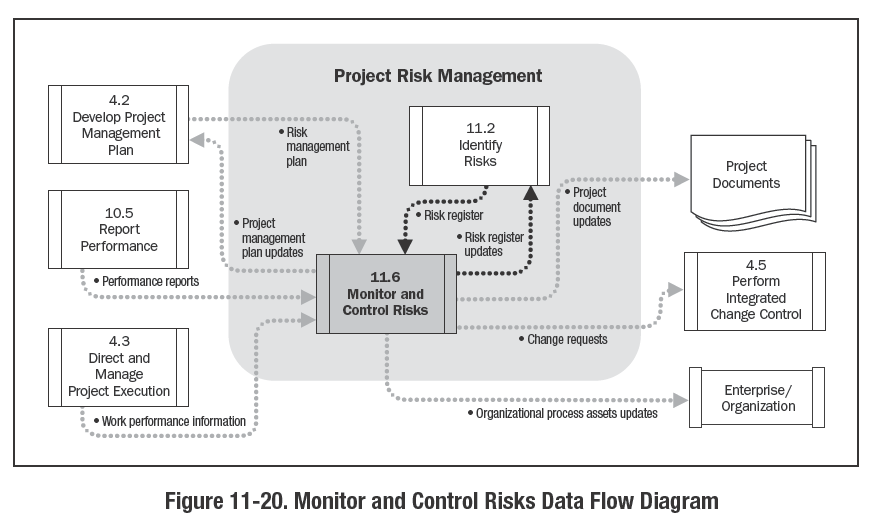 Project Risk Management
4.2
Develop Project
Management
Plan
• Risk
management
plan
11.2
Identify
Risks
Project
Documents
• Project
document
updates
10.5
Report
Performance
• Project
management
plan updates
• Risk register
• Risk register
updates
• Performance reports
11.6
Monitor and
Control Risks
4.5
Perform
Integrated
Change Control
4.3
Direct and
Manage
Project Execution
• Change requests
Enterprise/
Organization
• Work performance information
• Organizational process assets updates
Figure 11-20. Monitor and Control Risks Data Flow Diagram